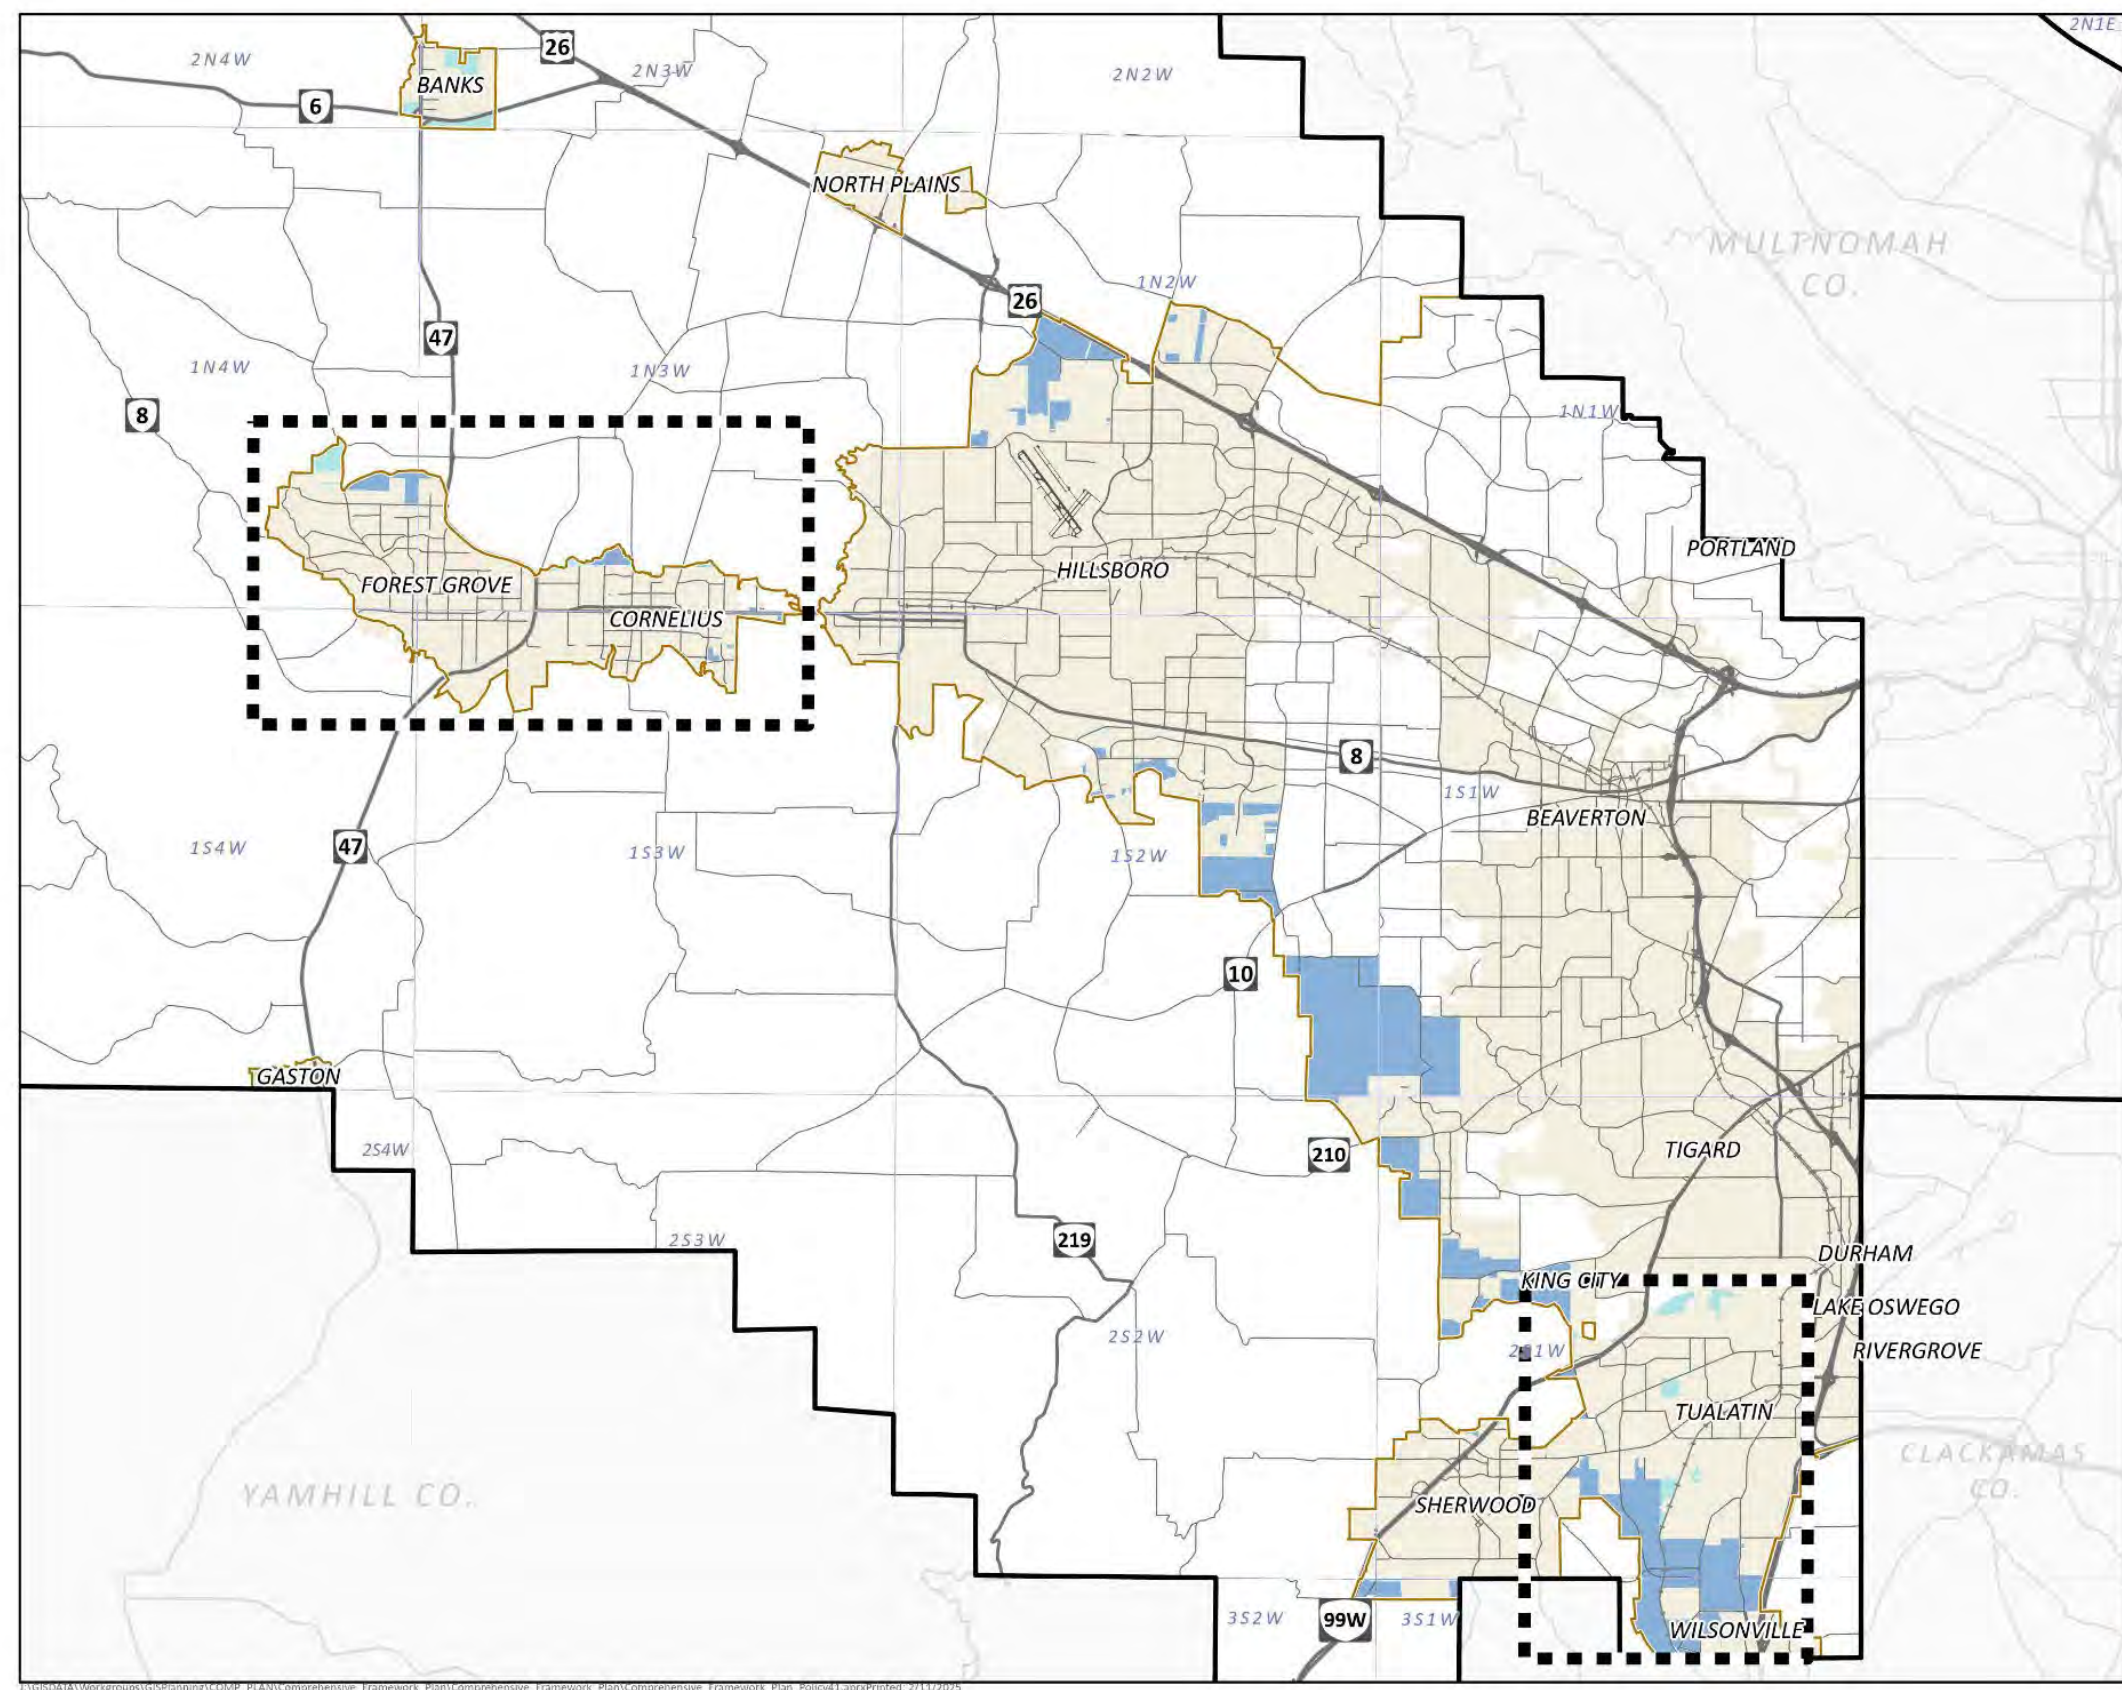 2N1E
26
2N4W
2N3W
2N2W
BANKS
6
NORTH PLAINS
MULTNOMAH
CO.
1N2W
26
47
1N4W
1N3W
8
1N1W
PORTLAND
HILLSBORO
FOREST GROVE
CORNELIUS
8
1S1W
BEAVERTON
47
1S4W
1S3W
1S2W
10
GASTON
2S4W
210
TIGARD
2S3W
219
DURHAM
KING CITY
LAKE OSWEGO
2S2W
2S1W
RIVERGROVE
TUALATIN
CLACKAMAS
CO.
YAMHILL CO.
SHERWOOD
3S2W
99W
3S1W
WILSONVILLE